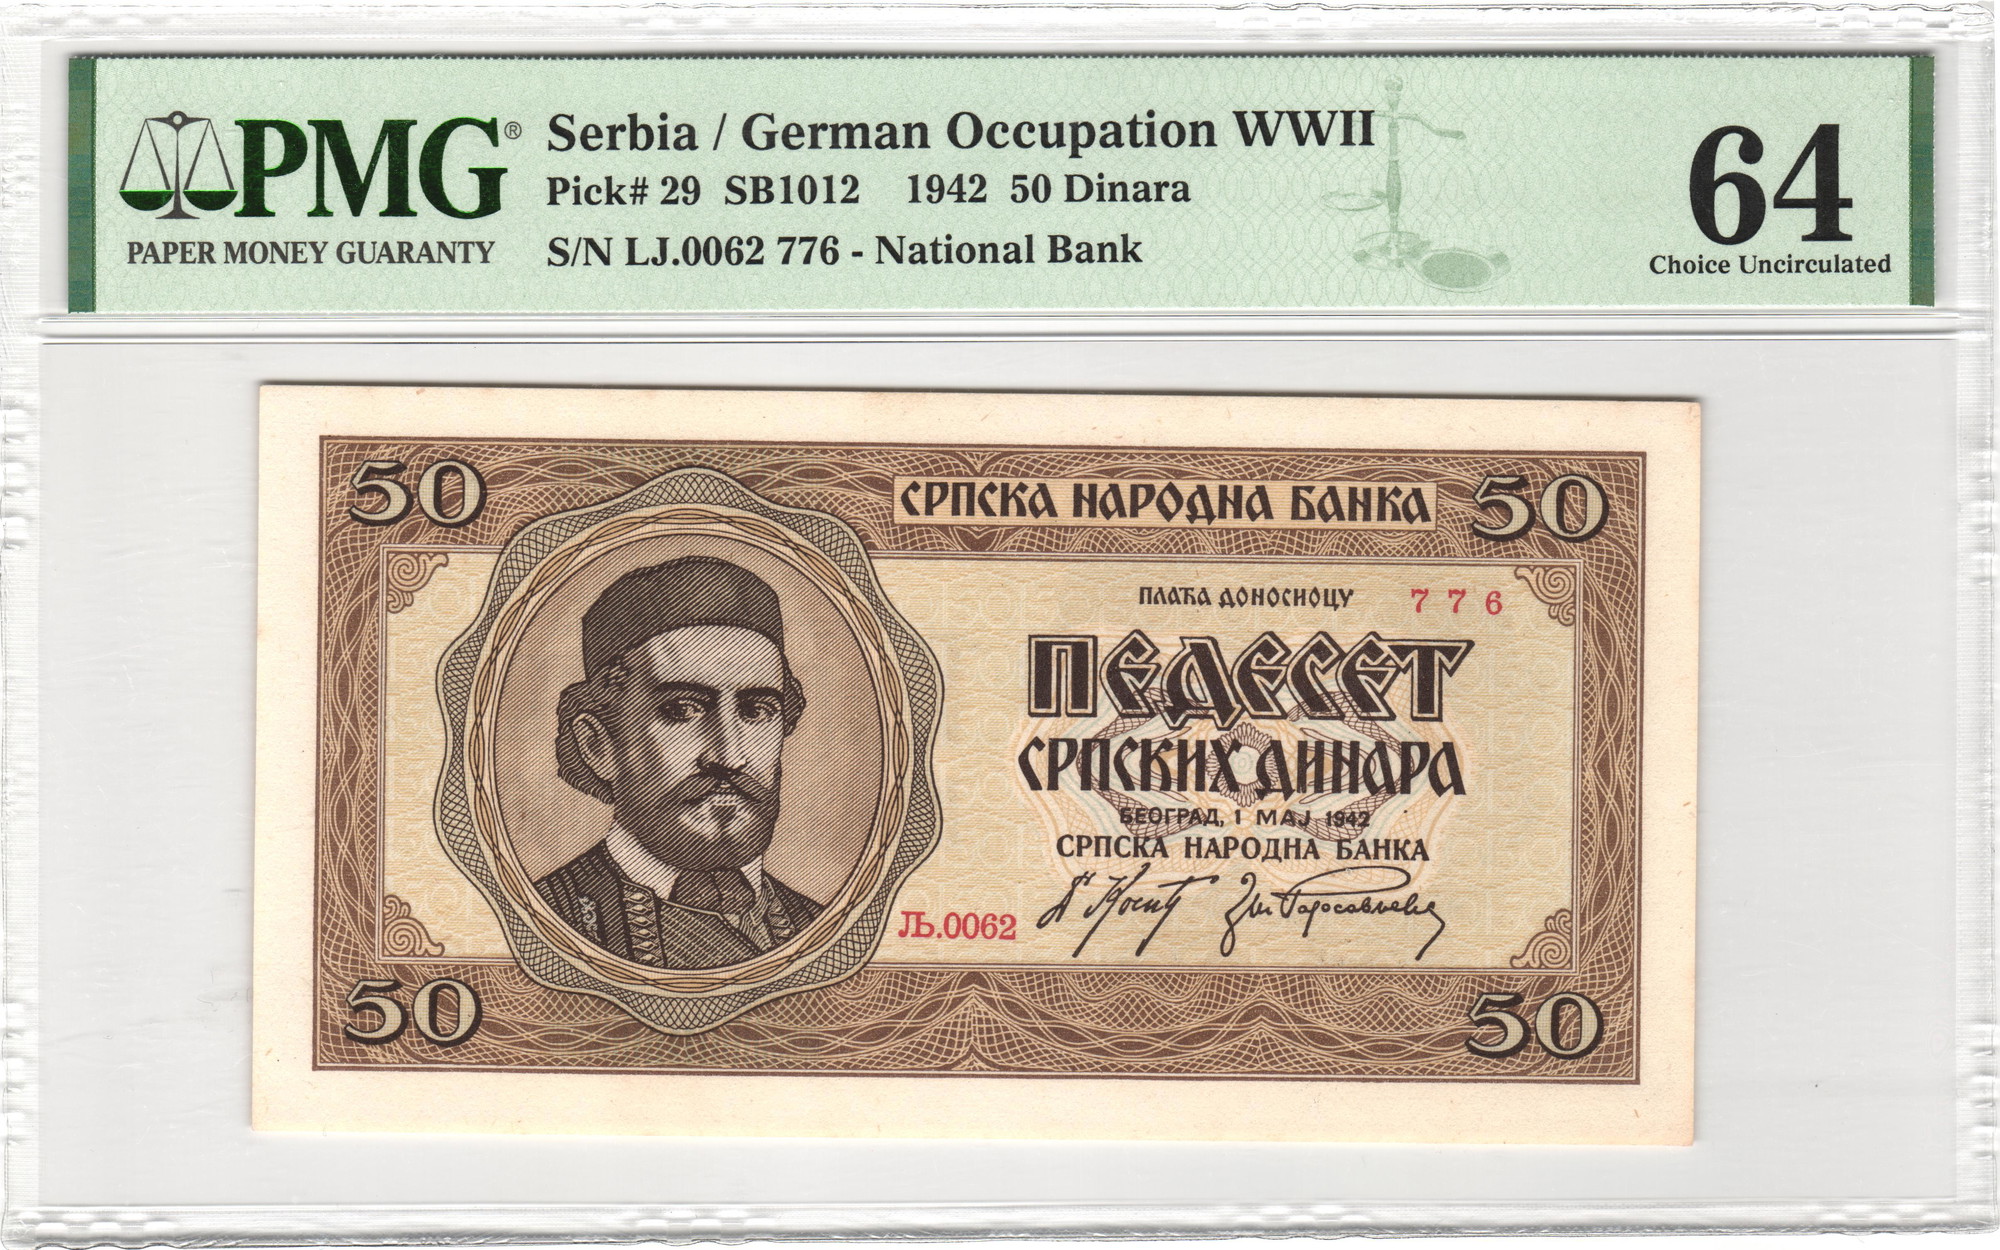 PMG®
PAPER MONEY GUARANTY
Serbia / German Occupation WWII
Pick# 29 SB1012 1942 50 Dinara
S/N LJ.0062 776 - National Bank
64
Choice Uncirculated
50
СРПСКА НАРОДНА БАНКА
50
ПЛАЋА ДОНОСИОЦУ 776
ПЕДЕСЕТ
СРПСКИХ ДИНАРА
БЕОГРАД, 1 МАЈ 1942
СРПСКА НАРОДНА БАНКА
Љ.0062
50
50